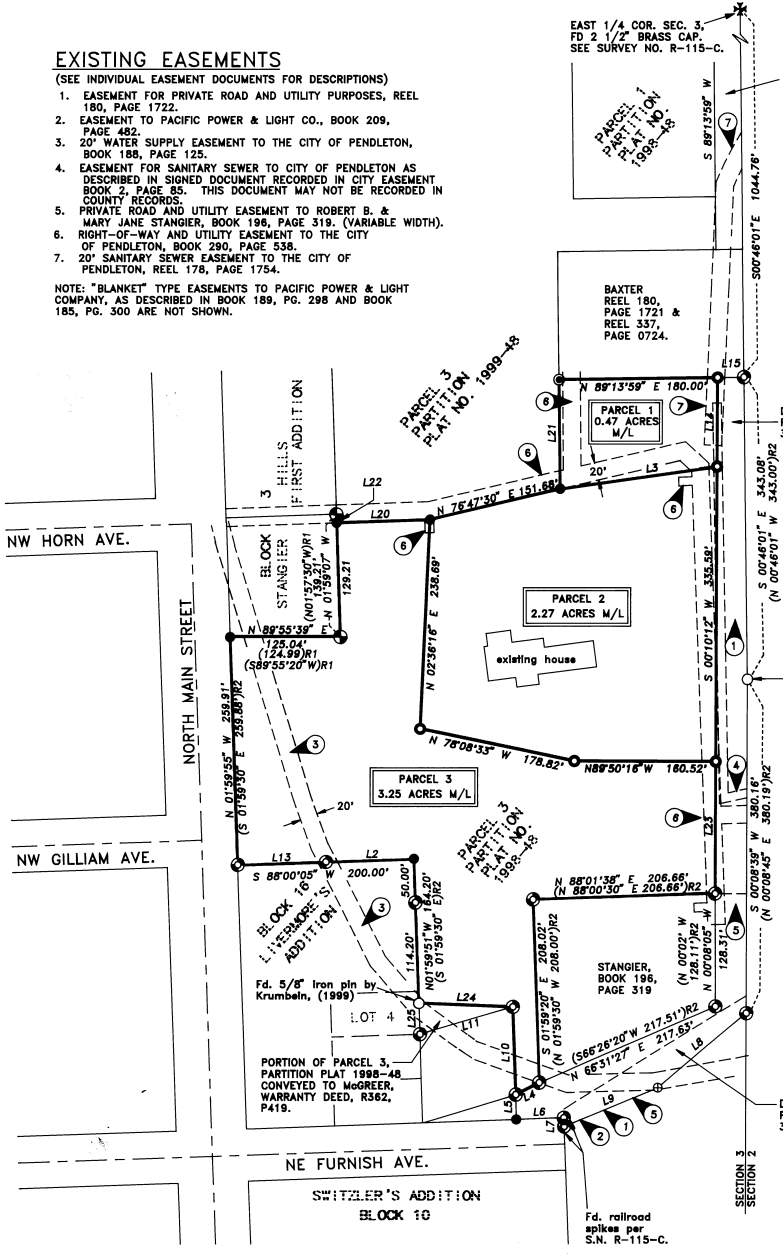 EXISTING EASEMENTS
(SEE INDIVIDUAL EASEMENT DOCUMENTS FOR DESCRIPTIONS)
1. EASEMENT FOR PRIVATE ROAD AND UTILITY PURPOSES, REEL
180, PAGE 1722.
2. EASEMENT TO PACIFIC POWER & LIGHT CO., BOOK 209,
PAGE 482.
3. 20' WATER SUPPLY EASEMENT TO THE CITY OF PENDLETON,
BOOK 188, PAGE 125.
4. EASEMENT FOR SANITARY SEWER TO CITY OF PENDLETON AS
DESCRIBED IN SIGNED DOCUMENT RECORDED IN CITY EASEMENT
BOOK 2, PAGE 85. THIS DOCUMENT MAY NOT BE RECORDED IN
COUNTY RECORDS.
5. PRIVATE ROAD AND UTILITY EASEMENT TO ROBERT B. &
MARY JANE STANGIER, BOOK 196, PAGE 319. (VARIABLE WIDTH).
6. RIGHT-OF-WAY AND UTILITY EASEMENT TO THE CITY
OF PENDLETON, BOOK 290, PAGE 538.
7. 20' SANITARY SEWER EASEMENT TO THE CITY OF
PENDLETON, REEL 178, PAGE 1754.
NOTE: "BLANKET" TYPE EASEMENTS TO PACIFIC POWER & LIGHT
COMPANY, AS DESCRIBED IN BOOK 189, PG. 298 AND BOOK
185, PG. 300 ARE NOT SHOWN.
EAST 1/4 COR. SEC. 3,
FD 2 1/2" BRASS CAP.
SEE SURVEY NO. R-115-C.
PARCEL 1
PARTITION
PLAT NO.
1998-48
S 89'13'59" W
7
S00'46'01"E 1044.76'
BAXTER
REEL 180,
PAGE 1721 &
REEL 337,
PAGE 0724.
PARCEL 3
PARTITION
PLAT NO. 1999-48
L15
N 89'13'59" E 180.00'
6
PARCEL 1
0.47 ACRES
M/L
7
L14
L21
6
20'
L3
6
S 00'46'01" E 343.08'
(N 00'46'01" W 343.00')R2
3 HILLS
FIRST ADDITION
L22
L20
N 76'47'30" E 151.68'
6
NW HORN AVE.
BLOCK
STANGIER
(N01'57'30"W)R1
139.21'
N 01'59'07" W
129.21
N 89'55'39" E
125.04'
(124.99)R1
(S89'55'20"W)R1
N 02'36'16" E 238.69'
S 00'10'12" W 335.59'
PARCEL 2
2.27 ACRES M/L
existing house
1
NORTH MAIN STREET
N 01'59'55" W 259.91'
(S 01'59'30" E 259.88')R2
3
N 78'08'33" W 178.82'
N89'50'16"W 160.52'
4
PARCEL 3
3.25 ACRES M/L
20'
PARCEL 3
PARTITION
PLAT NO.
1998-48
6
L23
S 00'08'39" W 380.16'
(N 00'08'45" E 380.19')R2
NW GILLIAM AVE.
L13
L2
S 88'00'05" W 200.00'
N 88'01'38" E 206.66'
(N 88'00'30" E 206.66')R2
BLOCK 16
LIVERMORE'S
ADDITION
3
50.00'
114.20'
N01'59'51"W 164.20'
(S 01'59'30" E)R2
S 01'59'20" E 208.02'
(N 01'59'30" W 208.00')R2
STANGIER,
BOOK 196,
PAGE 319
(N 00'02' W
128.11')R2
N 00'08'05" W
128.31'
5
Fd. 5/8" iron pin by
Krumbein, (1999)
LOT 4
L25
L24
L11
L10
(S66'26'20"W 217.51')R2
N 66'31'27" E 217.63'
L8
PORTION OF PARCEL 3,
PARTITION PLAT 1998-48
CONVEYED TO McGREER,
WARRANTY DEED, R362,
P419.
L5
L4
L6
L7
L9
2
1
5
NE FURNISH AVE.
SWITZLER'S ADDITION
BLOCK 10
Fd. railroad
spikes per
S.N. R-115-C.
SECTION 3
SECTION 2